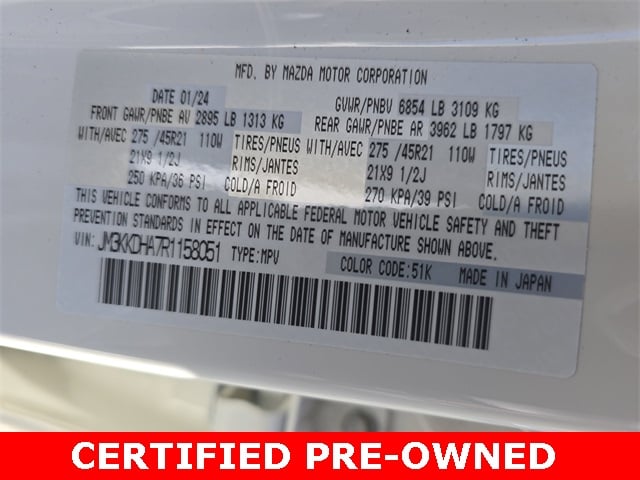 MFD. BY MAZDA MOTOR CORPORATION
DATE 01/24 GVWR/PNBV 6854 LB 3109 KG
FRONT GAWR/PNBE AV 2895 LB 1313 KG REAR GAWR/PNBE AR 3962 LB 1797 KG
WITH/AVEC 275 /45R21 110W TIRES/PNEUS WITH/AVEC 275 /45R21 110W TIRES/PNEUS
21X9 1/2J RIMS/JANTES 21X9 1/2J RIMS/JANTES
250 KPA/36 PSI COLD/A FROID 270 KPA/39 PSI COLD/A FROID
THIS VEHICLE CONFORMS TO ALL APPLICABLE FEDERAL MOTOR VEHICLE SAFETY AND THEFT
PREVENTION STANDARDS IN EFFECT ON THE DATE OF MANUFACTURE SHOWN ABOVE.
VIN: JM3KKDHA7R1158051 TYPE:MPV COLOR CODE:51K MADE IN JAPAN
CERTIFIED PRE-OWNED